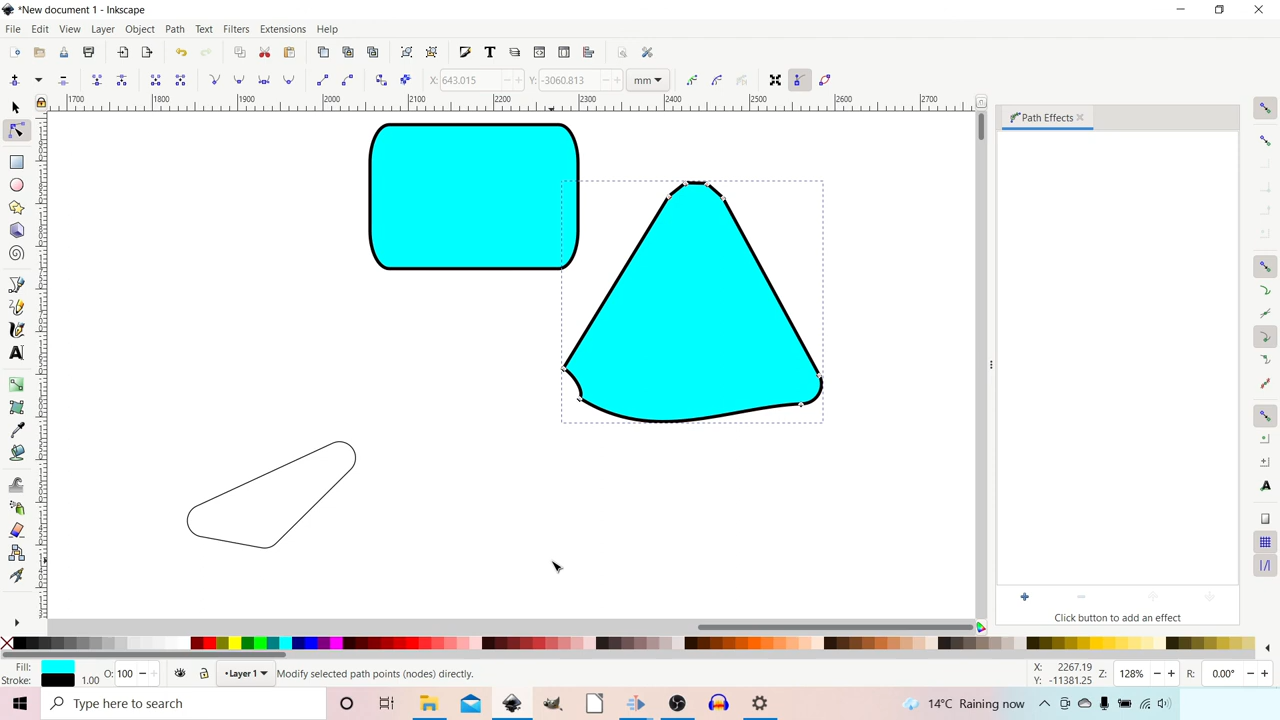 *New document 1 - Inkscape
File Edit View Layer Object Path Text Filters Extensions Help
X: 643.015 Y: -3060.813 mm
1700 1800 1900 2000 2100 2200 2300 2400 2500 2600 2700
Path Effects
Click button to add an effect
Fill: O: 100 Layer 1 Modify selected path points (nodes) directly. X: 2267.19 Z: 128% R: 0.00°
Stroke: 1.00 Y: -11381.25
Type here to search 14°C Raining now